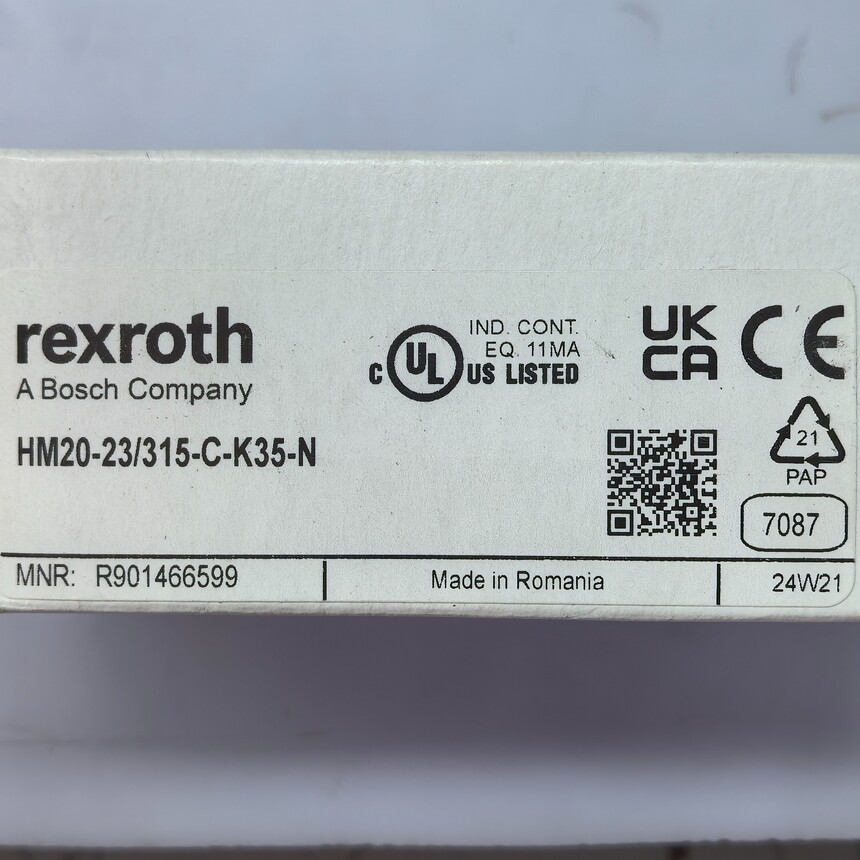 rexroth
A Bosch Company
C UL US LISTED
IND. CONT.
EQ. 11MA
UK
CA
CE
HM20-23/315-C-K35-N
21
PAP
7087
MNR: R901466599
Made in Romania
24W21